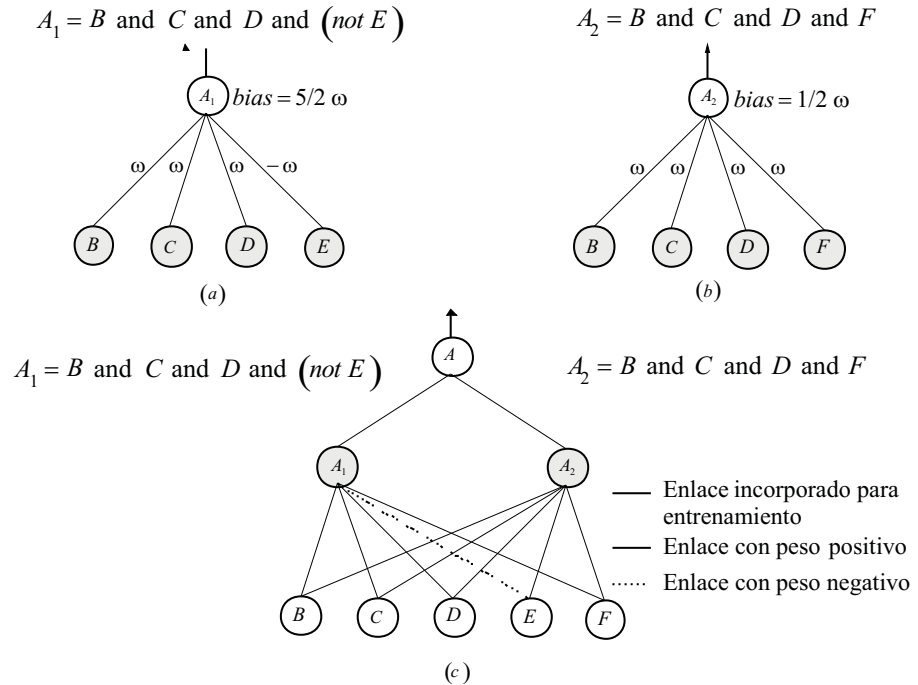 A₁ = B and C and D and (not E)
A₂ = B and C and D and F
A₁ bias = 5/2 ω
A₂ bias = 1/2 ω
ω ω ω − ω
ω ω ω ω
B C D E
B C D F
(a)
(b)
A
A₁ = B and C and D and (not E)
A₂ = B and C and D and F
A₁ A₂
Enlace incorporado para
entrenamiento
Enlace con peso positivo
Enlace con peso negativo
B C D E F
(c)